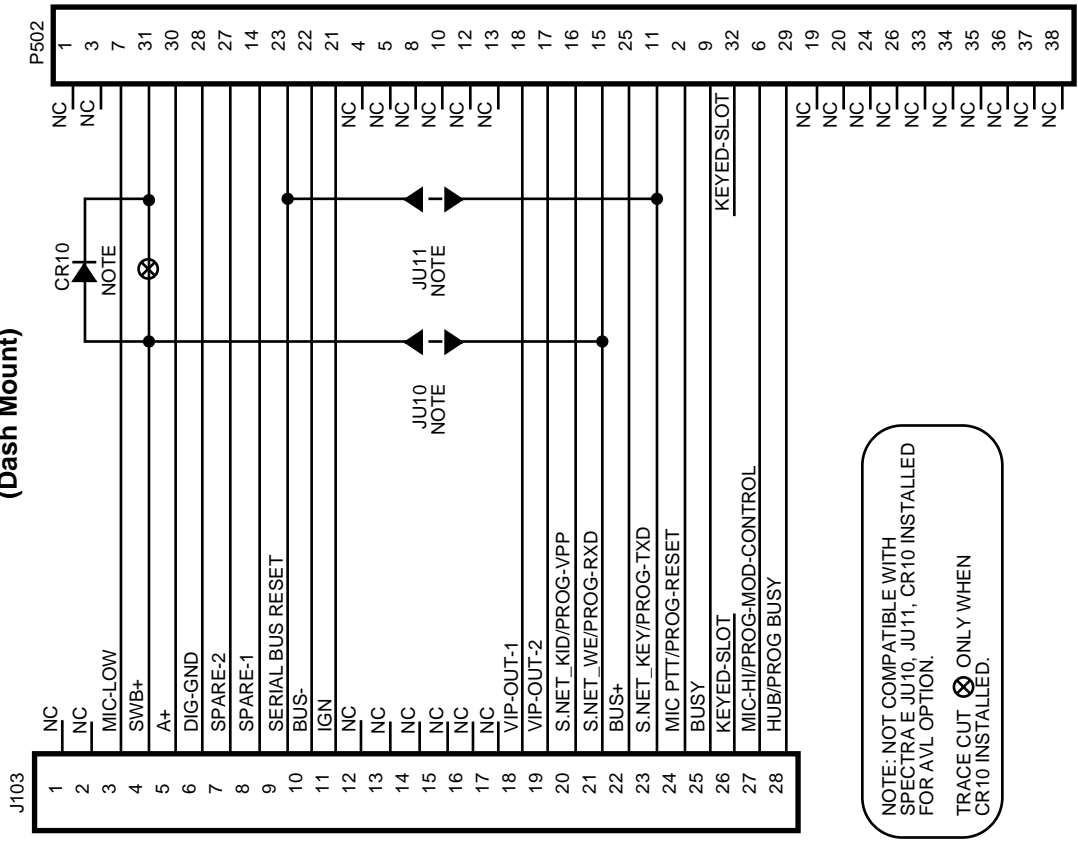 (Dash Mount)
J103
1
2
3
4
5
6
7
8
9
10
11
12
13
14
15
16
17
18
19
20
21
22
23
24
25
26
27
28
NC
NC
MIC-LOW
SWB+
A+
DIG-GND
SPARE-2
SPARE-1
SERIAL BUS RESET
BUS-
IGN
NC
NC
NC
NC
NC
NC
VIP-OUT-1
VIP-OUT-2
S.NET_KID/PROG-VPP
S.NET_WE/PROG-RXD
BUS+
S.NET_KEY/PROG-TXD
MIC PTT/PROG-RESET
BUSY
KEYED-SLOT
MIC-HI/PROG-MOD-CONTROL
HUB/PROG BUSY
CR10
NOTE
JU10
NOTE
JU11
NOTE
NC
NC
NC
NC
NC
NC
NC
NC
KEYED-SLOT
NC
NC
NC
NC
NC
NC
NC
NC
NC
NC
P502
1
3
7
31
30
28
27
14
23
22
21
4
5
8
10
12
13
18
17
16
15
25
11
2
9
32
6
29
19
20
24
26
33
34
35
36
37
38
NOTE: NOT COMPATIBLE WITH
SPECTRA E JU10, JU11, CR10 INSTALLED
FOR AVL OPTION.
TRACE CUT ⊗ ONLY WHEN
CR10 INSTALLED.